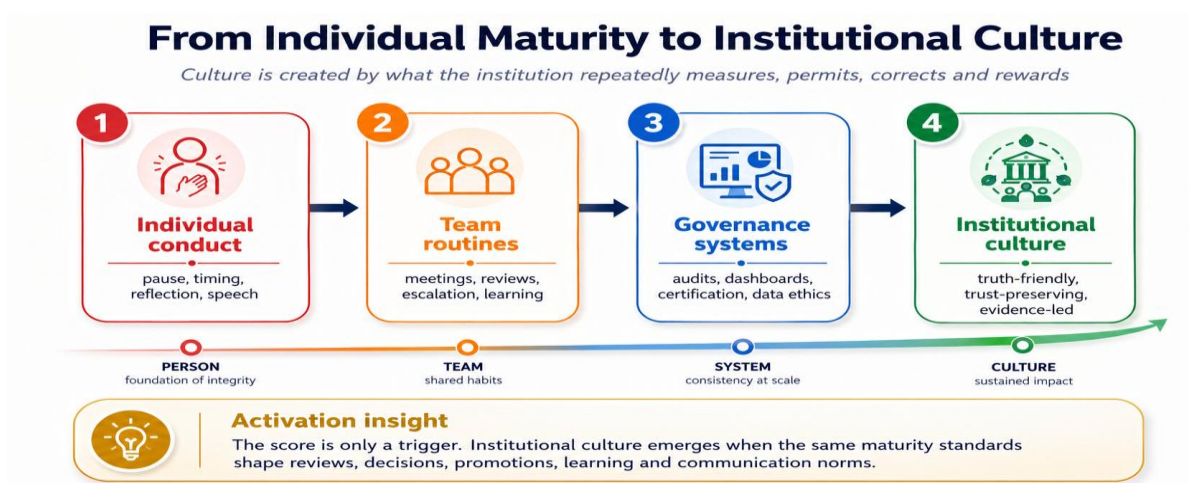 From Individual Maturity to Institutional Culture
Culture is created by what the institution repeatedly measures, permits, corrects and rewards
1
Individual
conduct
pause, timing,
reflection, speech
2
Team
routines
meetings, reviews,
escalation, learning
3
Governance
systems
audits, dashboards,
certification, data ethics
4
Institutional
culture
truth-friendly,
trust-preserving,
evidence-led
PERSON
foundation of integrity
TEAM
shared habits
SYSTEM
consistency at scale
CULTURE
sustained impact
Activation insight
The score is only a trigger. Institutional culture emerges when the same maturity standards
shape reviews, decisions, promotions, learning and communication norms.